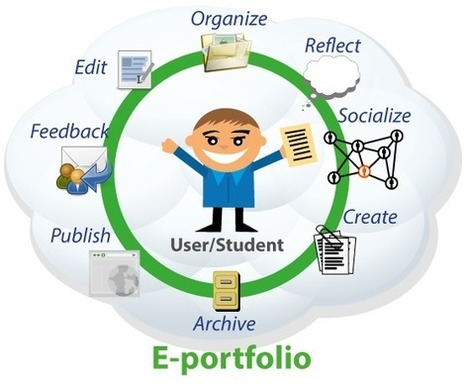 Organize
Reflect
Edit
Socialize
Feedback
Create
User/Student
Publish
Archive
E-portfolio